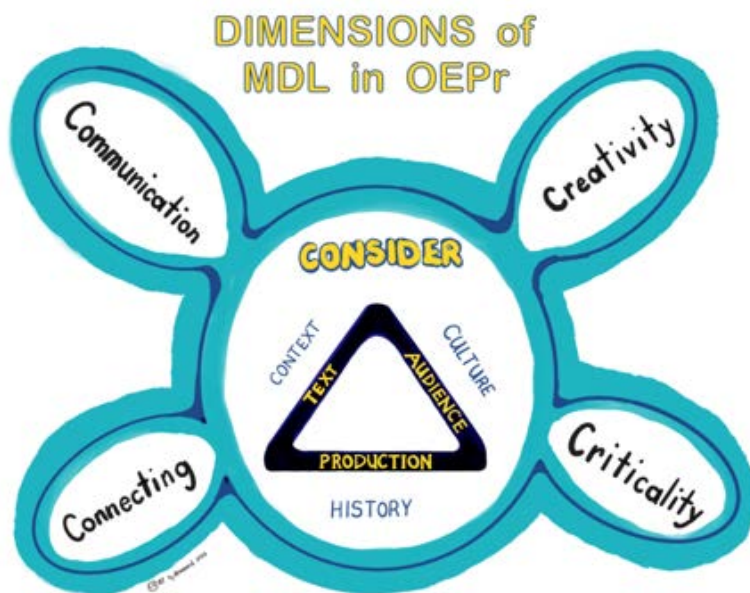 DIMENSIONS of
MDL in OEPr
Communication
Creativity
CONSIDER
CONTEXT
CULTURE
TEXT
AUDIENCE
PRODUCTION
HISTORY
Connecting
Criticality